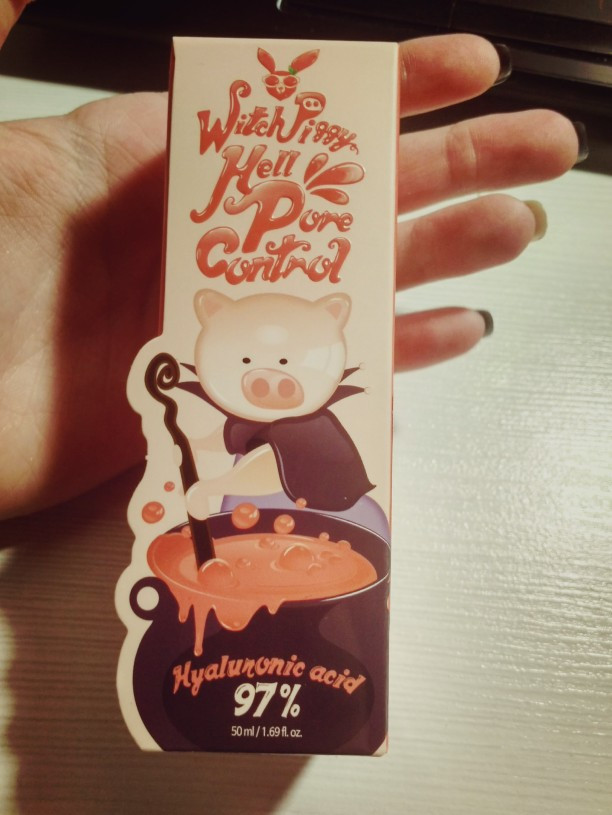 Witch Piggy
Hell
Pore
Control
Hyaluronic acid
97%
50 ml / 1.69 fl. oz.